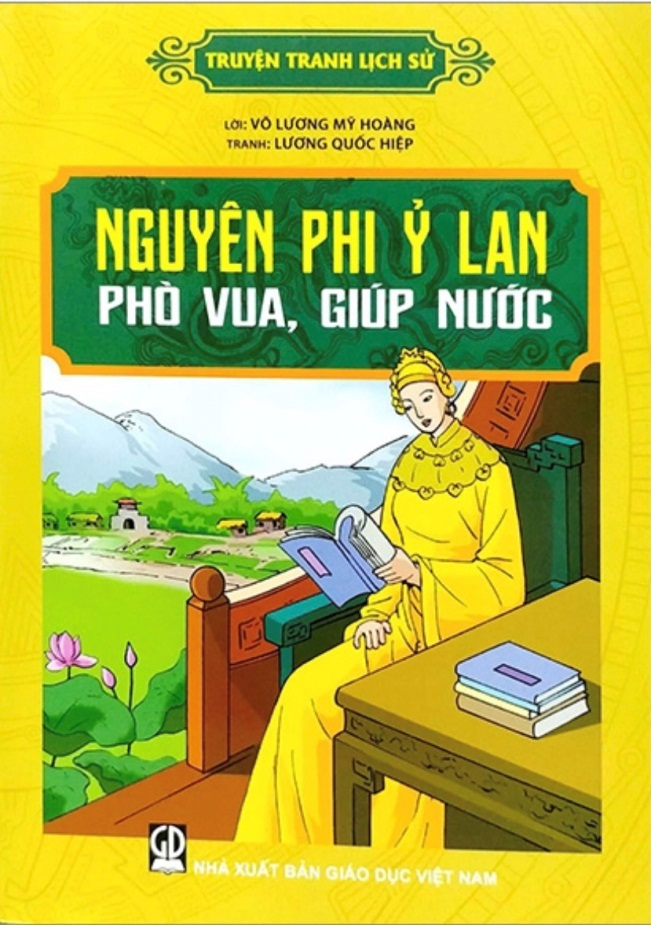 TRUYỆN TRANH LỊCH SỬ
LỜI: VÕ LƯƠNG MỸ HOÀNG
TRANH: LƯƠNG QUỐC HIỆP
NGUYÊN PHI Ỷ LAN
PHÒ VUA, GIÚP NƯỚC
GD
NHÀ XUẤT BẢN GIÁO DỤC VIỆT NAM